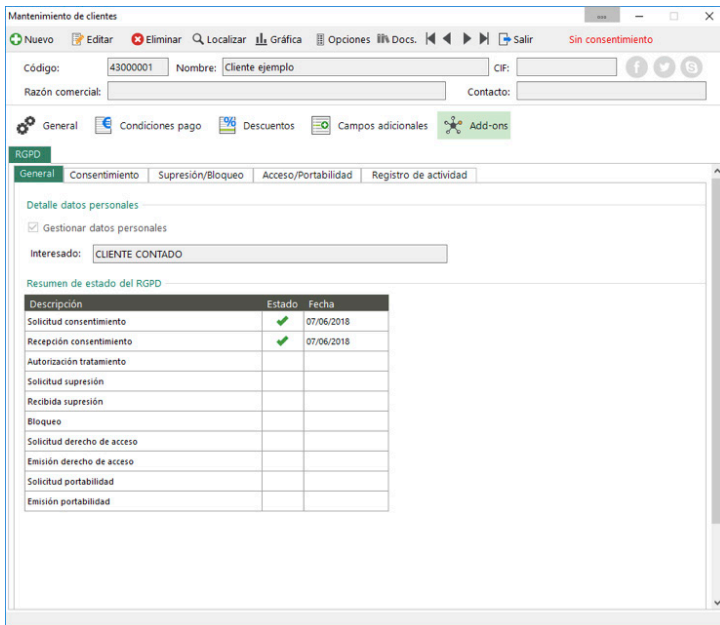 Mantenimiento de clientes
Nuevo Editar Eliminar Localizar Gráfica Opciones Docs. Salir Sin consentimiento
Código: 43000001 Nombre: Cliente ejemplo CIF:
Razón comercial: Contacto:
General Condiciones pago Descuentos Campos adicionales Add-ons
RGPD
General Consentimiento Supresión/Bloqueo Acceso/Portabilidad Registro de actividad
Detalle datos personales
Gestionar datos personales
Interesado: CLIENTE CONTADO
Resumen de estado del RGPD
Descripción Estado Fecha
Solicitud consentimiento 07/06/2018
Recepción consentimiento 07/06/2018
Autorización tratamiento
Solicitud supresión
Recibida supresión
Bloqueo
Solicitud derecho de acceso
Emisión derecho de acceso
Solicitud portabilidad
Emisión portabilidad